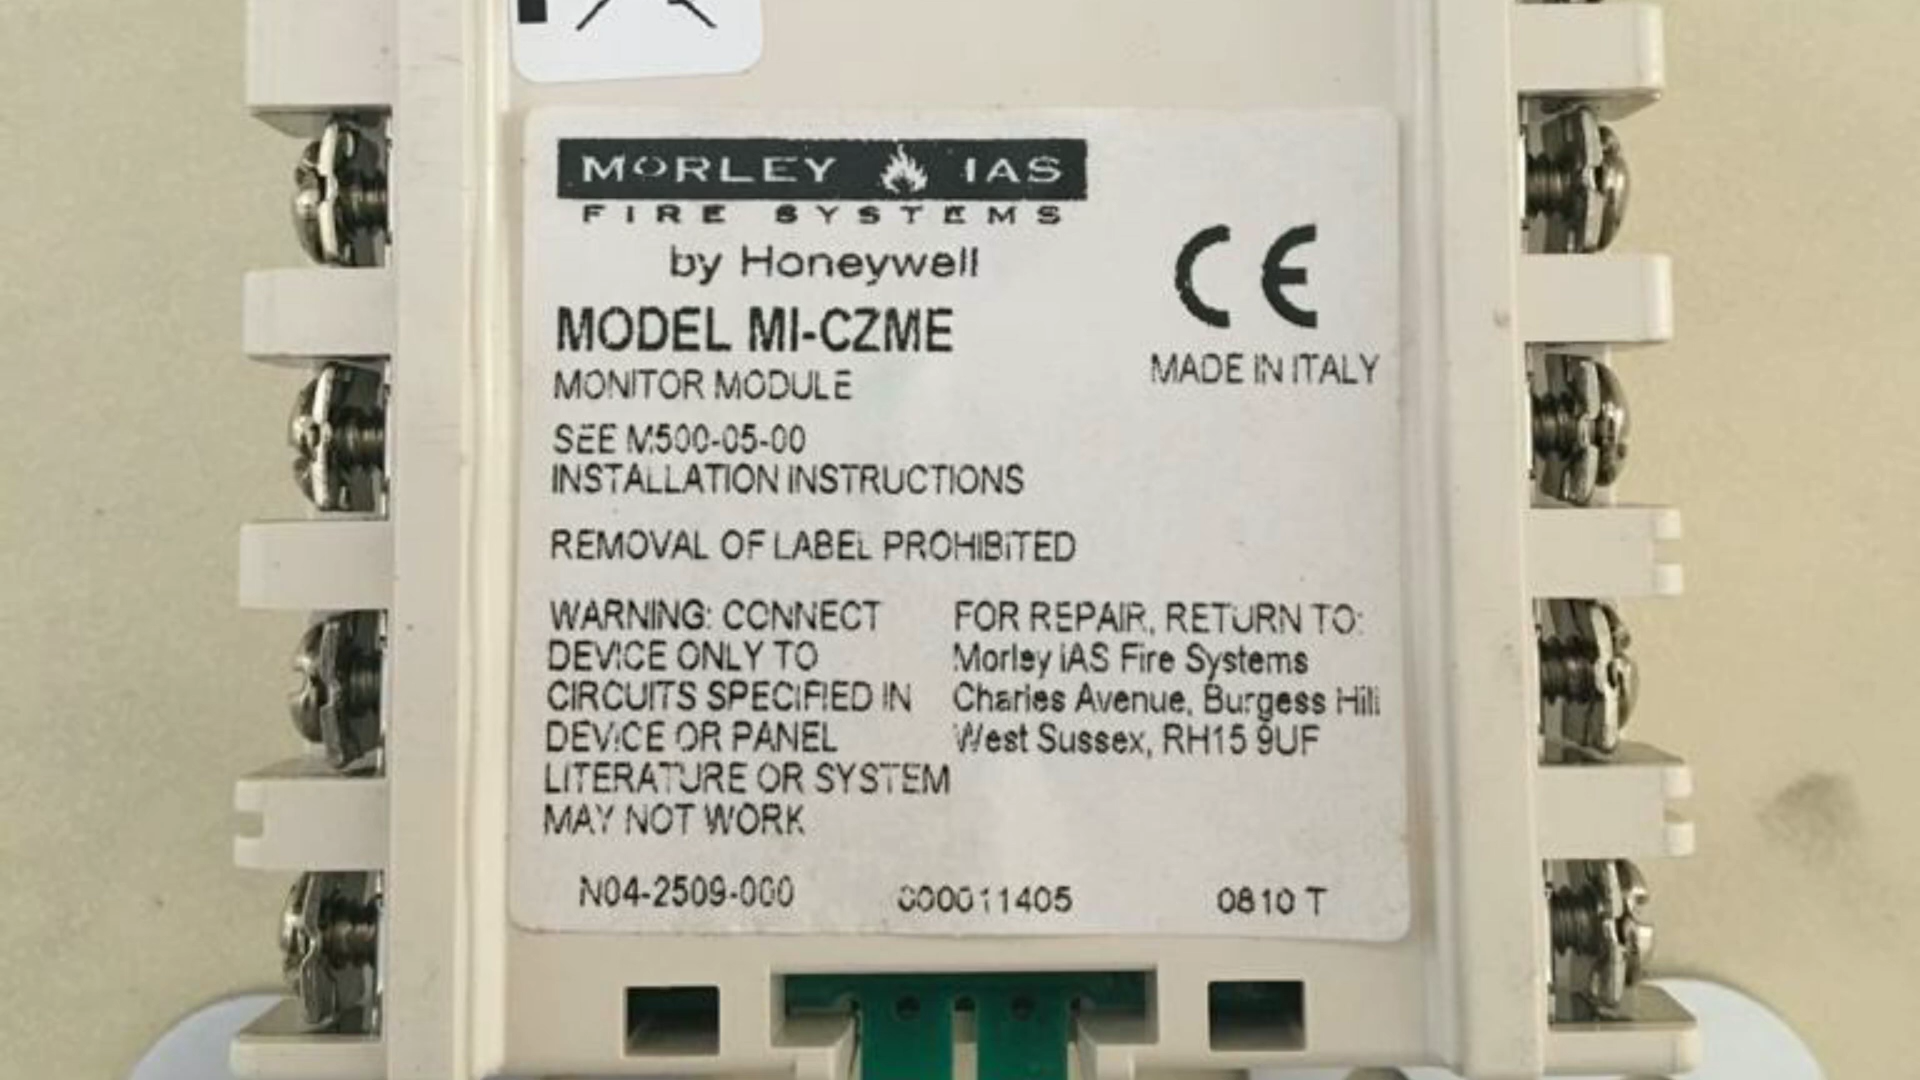 MORLEY IAS
FIRE SYSTEMS
by Honeywell
MODEL MI-CZME
MONITOR MODULE
CE
MADE IN ITALY
SEE M500-05-00
INSTALLATION INSTRUCTIONS
REMOVAL OF LABEL PROHIBITED
WARNING: CONNECT
DEVICE ONLY TO
CIRCUITS SPECIFIED IN
DEVICE OR PANEL
LITERATURE OR SYSTEM
MAY NOT WORK
FOR REPAIR, RETURN TO:
Morley IAS Fire Systems
Charles Avenue, Burgess Hill
West Sussex, RH15 9UF
N04-2509-000 000011405 0810 T